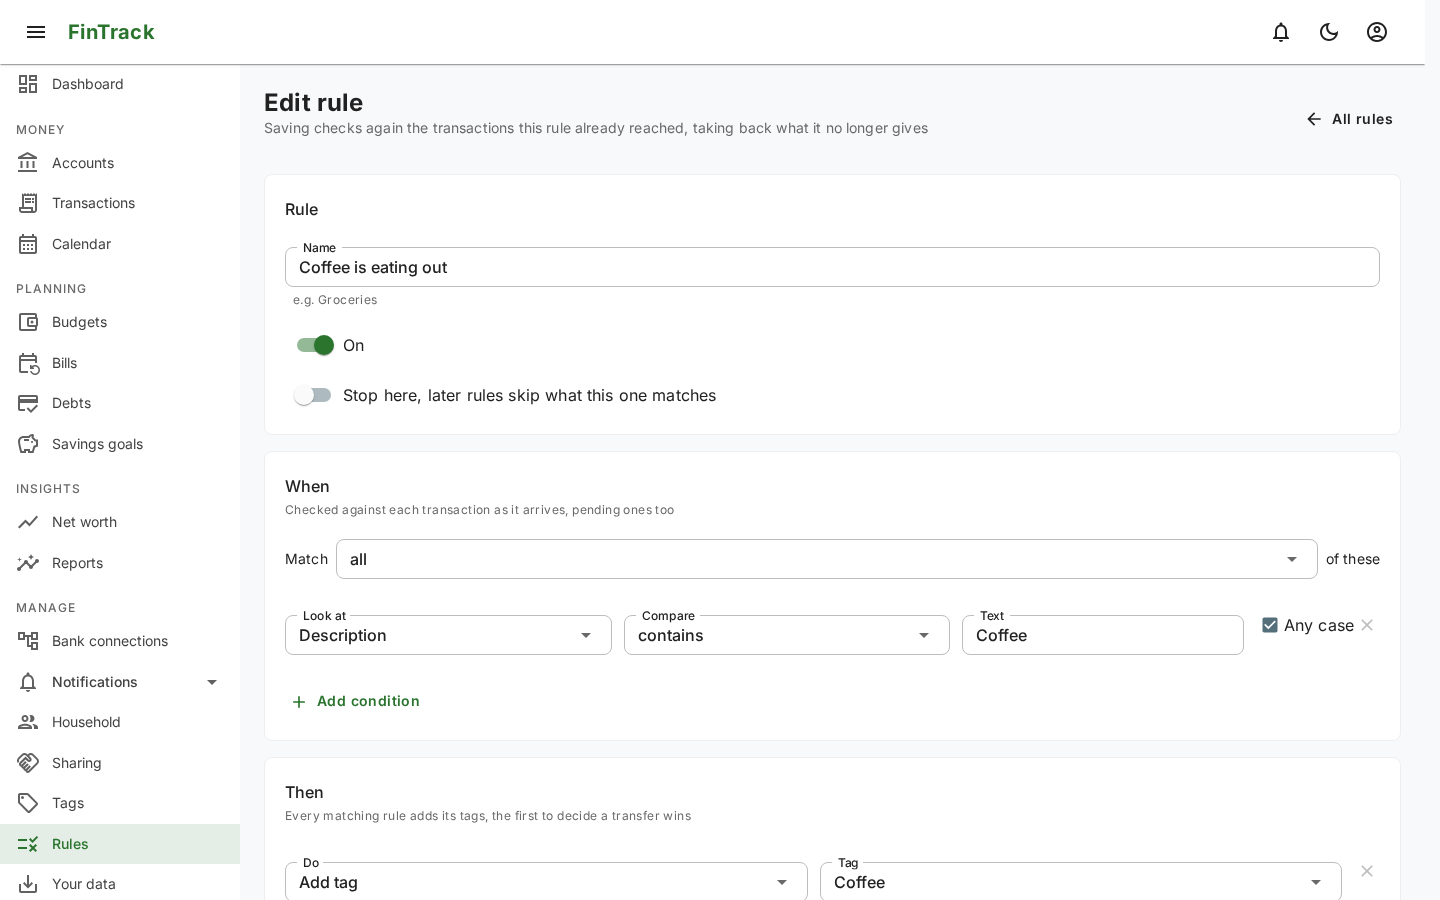 FinTrack
Dashboard
MONEY
Accounts
Transactions
Calendar
PLANNING
Budgets
Bills
Debts
Savings goals
INSIGHTS
Net worth
Reports
MANAGE
Bank connections
Notifications
Household
Sharing
Tags
Rules
Your data
Edit rule
Saving checks again the transactions this rule already reached, taking back what it no longer gives
All rules
Rule
Name
Coffee is eating out
e.g. Groceries
On
Stop here, later rules skip what this one matches
When
Checked against each transaction as it arrives, pending ones too
Match all of these
Look at Compare Text
Description contains Coffee Any case
Add condition
Then
Every matching rule adds its tags, the first to decide a transfer wins
Do Tag
Add tag Coffee